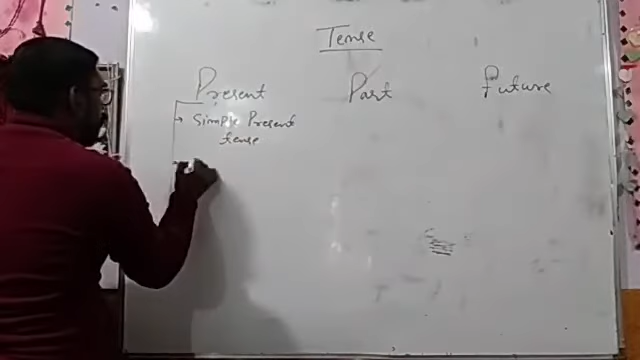 Tense
Present Past Future
→ Simple Present
tense